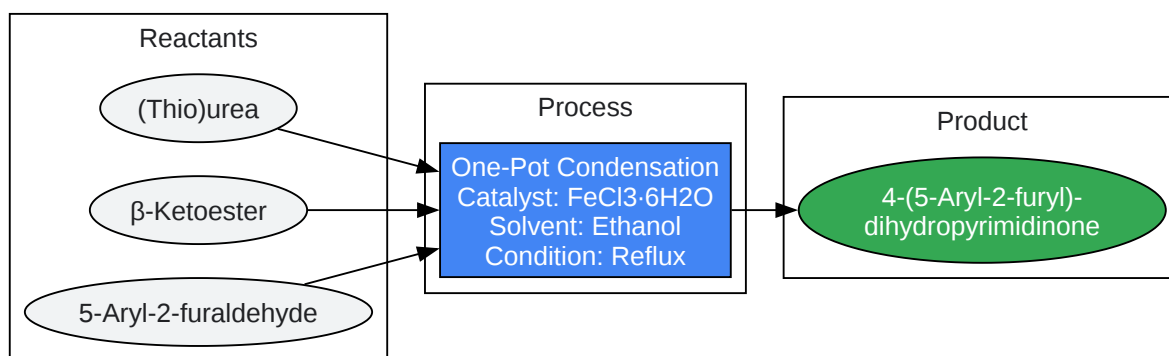 Reactants
(Thio)urea
β-Ketoester
5-Aryl-2-furaldehyde
Process
One-Pot Condensation
Catalyst: FeCl3·6H2O
Solvent: Ethanol
Condition: Reflux
Product
4-(5-Aryl-2-furyl)-
dihydropyrimidinone